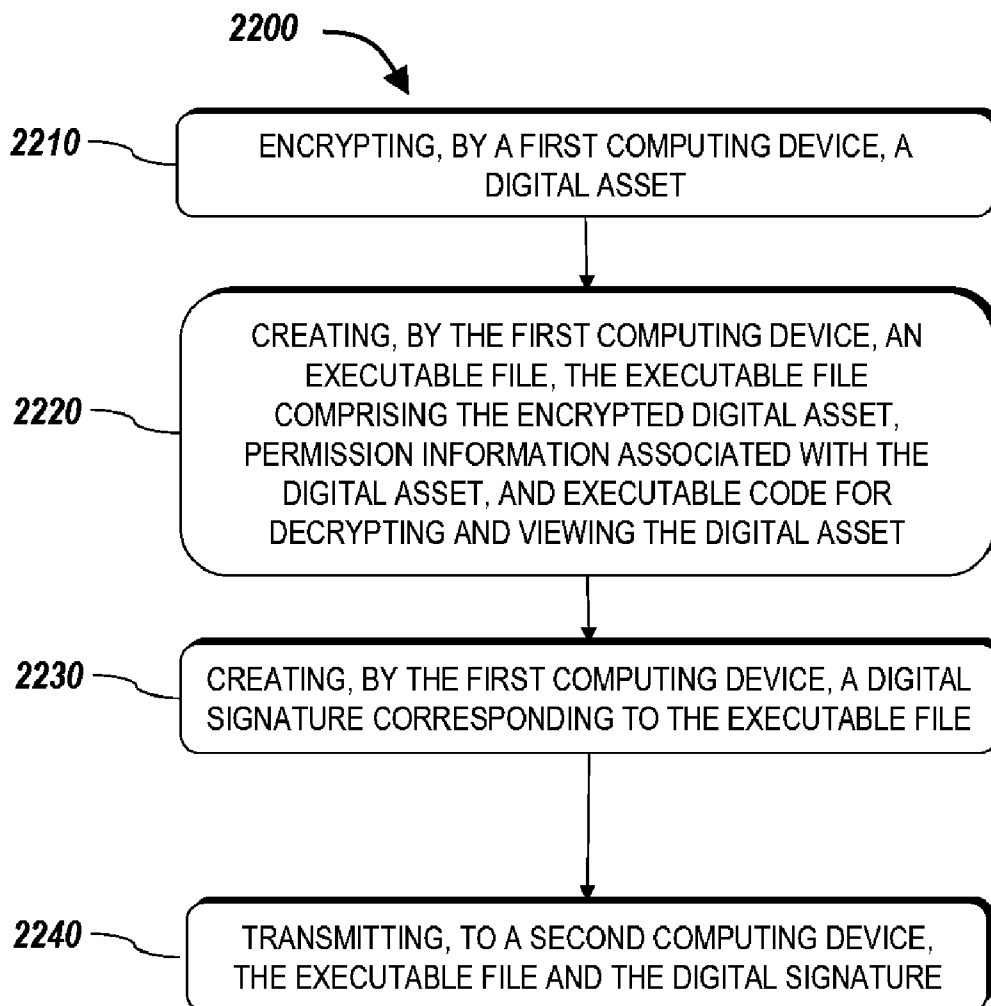 2200
2210
ENCRYPTING, BY A FIRST COMPUTING DEVICE, A
DIGITAL ASSET
2220
CREATING, BY THE FIRST COMPUTING DEVICE, AN
EXECUTABLE FILE, THE EXECUTABLE FILE
COMPRISING THE ENCRYPTED DIGITAL ASSET,
PERMISSION INFORMATION ASSOCIATED WITH THE
DIGITAL ASSET, AND EXECUTABLE CODE FOR
DECRYPTING AND VIEWING THE DIGITAL ASSET
2230
CREATING, BY THE FIRST COMPUTING DEVICE, A DIGITAL
SIGNATURE CORRESPONDING TO THE EXECUTABLE FILE
2240
TRANSMITTING, TO A SECOND COMPUTING DEVICE,
THE EXECUTABLE FILE AND THE DIGITAL SIGNATURE